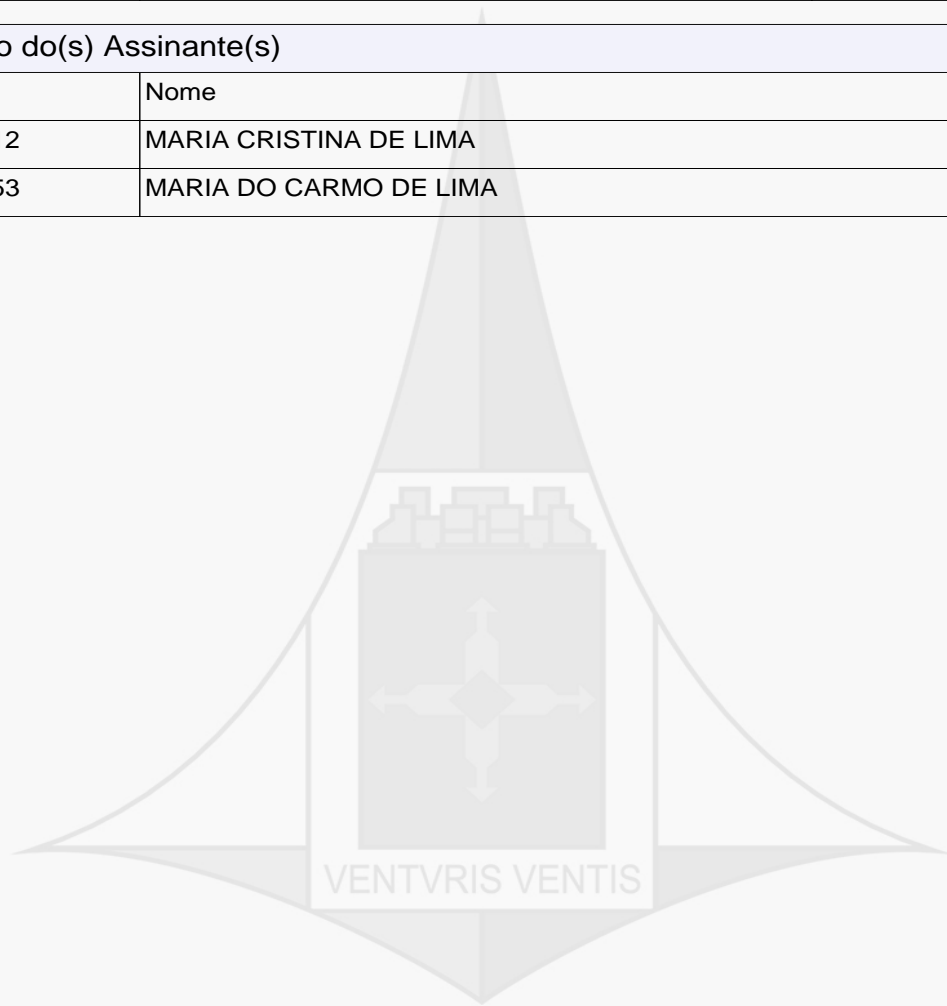 o do(s) Assinante(s)
Nome
2 MARIA CRISTINA DE LIMA
53 MARIA DO CARMO DE LIMA
VENTVRIS VENTIS